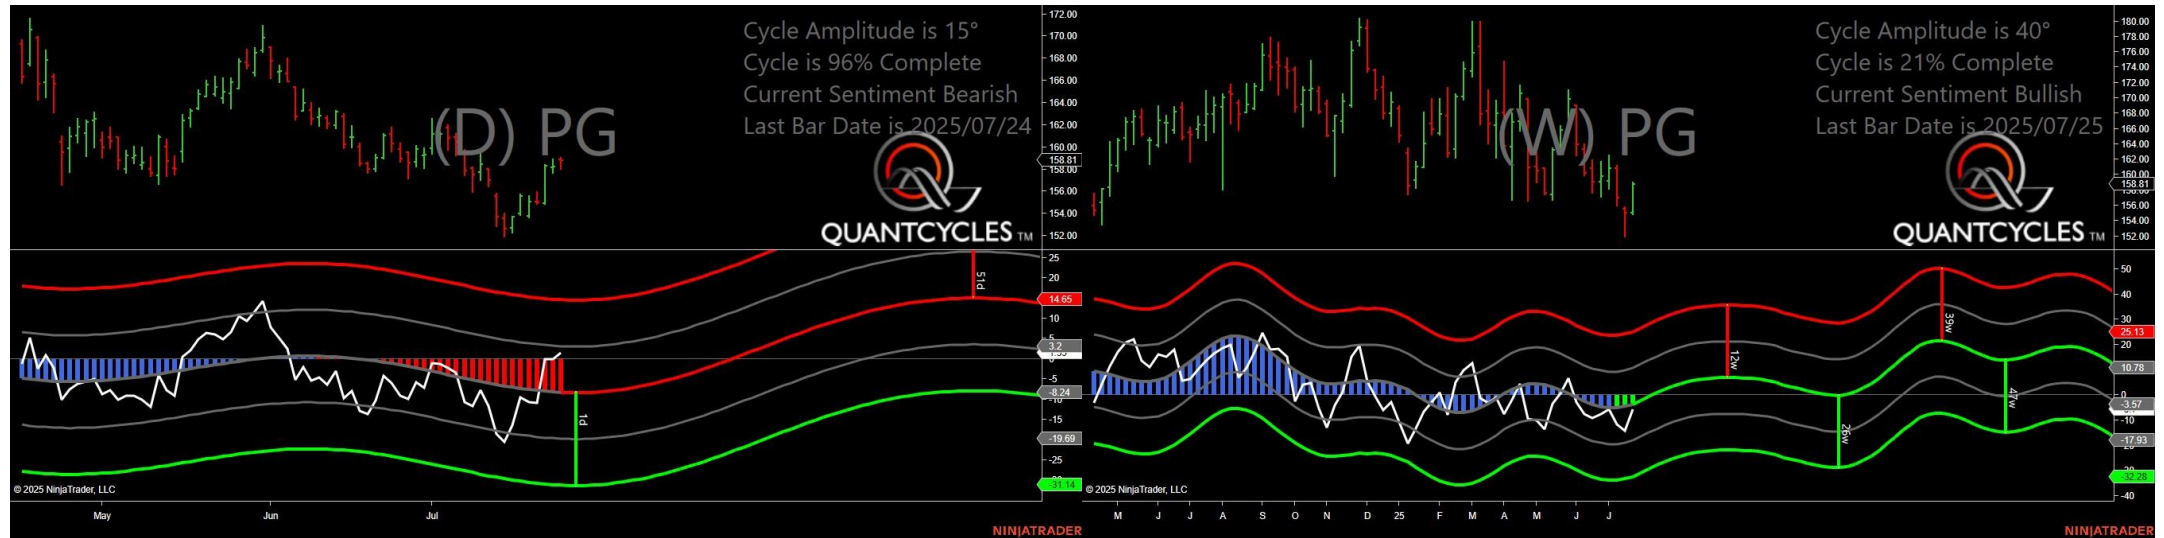 Cycle Amplitude is 15°
Cycle is 96% Complete
Current Sentiment Bearish
Last Bar Date is 2025/07/24
(D) PG
QUANTCYCLES TM
172.00
170.00
168.00
166.00
164.00
162.00
160.00
158.81
158.00
156.00
154.00
152.00
51d
1d
25
20
14.65
10
5
3.2
-5
-8.24
-10
-15
-19.69
-25
-31.14
© 2025 NinjaTrader, LLC
May
Jun
Jul
NINJATRADER
Cycle Amplitude is 40°
Cycle is 21% Complete
Current Sentiment Bullish
Last Bar Date is 2025/07/25
(W) PG
QUANTCYCLES TM
180.00
178.00
176.00
174.00
172.00
170.00
168.00
166.00
164.00
162.00
160.00
158.81
156.00
154.00
152.00
12w
26w
39w
47w
50
40
30
25.13
20
10.78
0
-3.57
-10
-17.93
-32.28
-40
© 2025 NinjaTrader, LLC
M
J
J
A
S
O
N
D
25
F
M
A
M
J
J
NINJATRADER